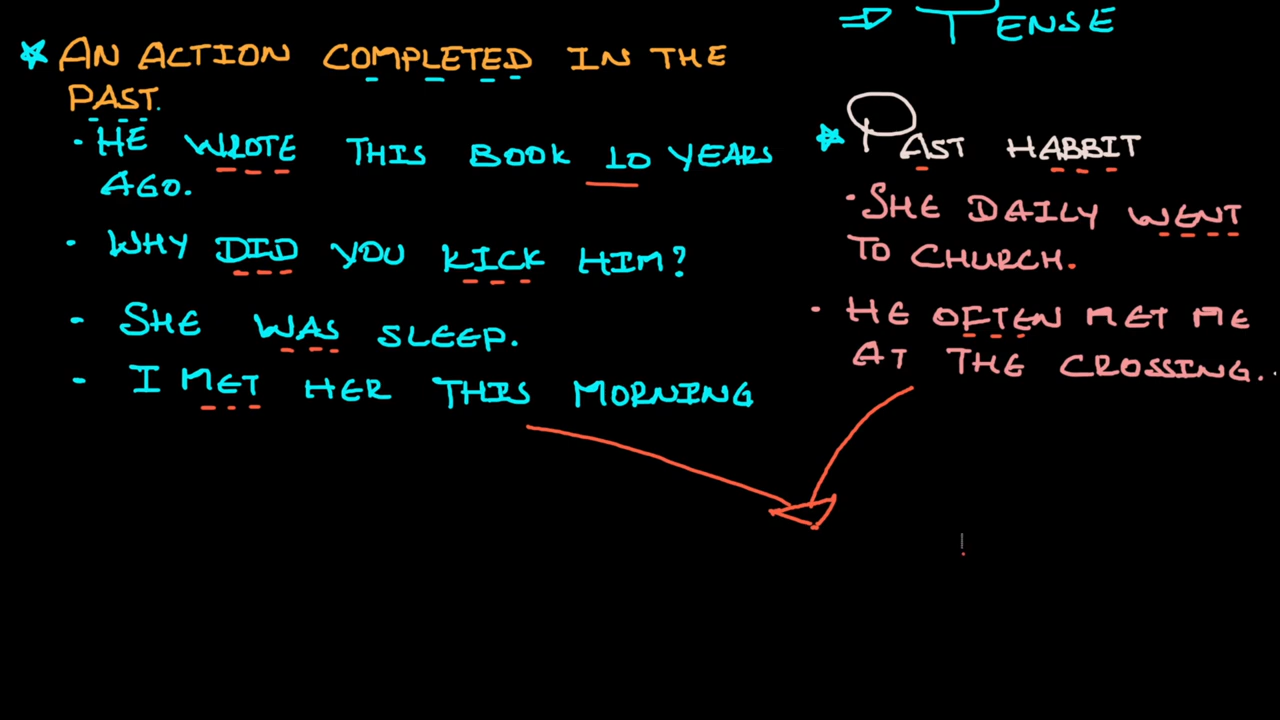 ⇒ TENSE
★ AN ACTION COMPLETED IN THE
PAST.
• HE WROTE THIS BOOK 10 YEARS
AGO.
• WHY DID YOU KICK HIM?
• SHE WAS SLEEP.
• I MET HER THIS MORNING
★ PAST HABBIT
• SHE DAILY WENT
TO CHURCH.
• HE OFTEN MET ME
AT THE CROSSING.